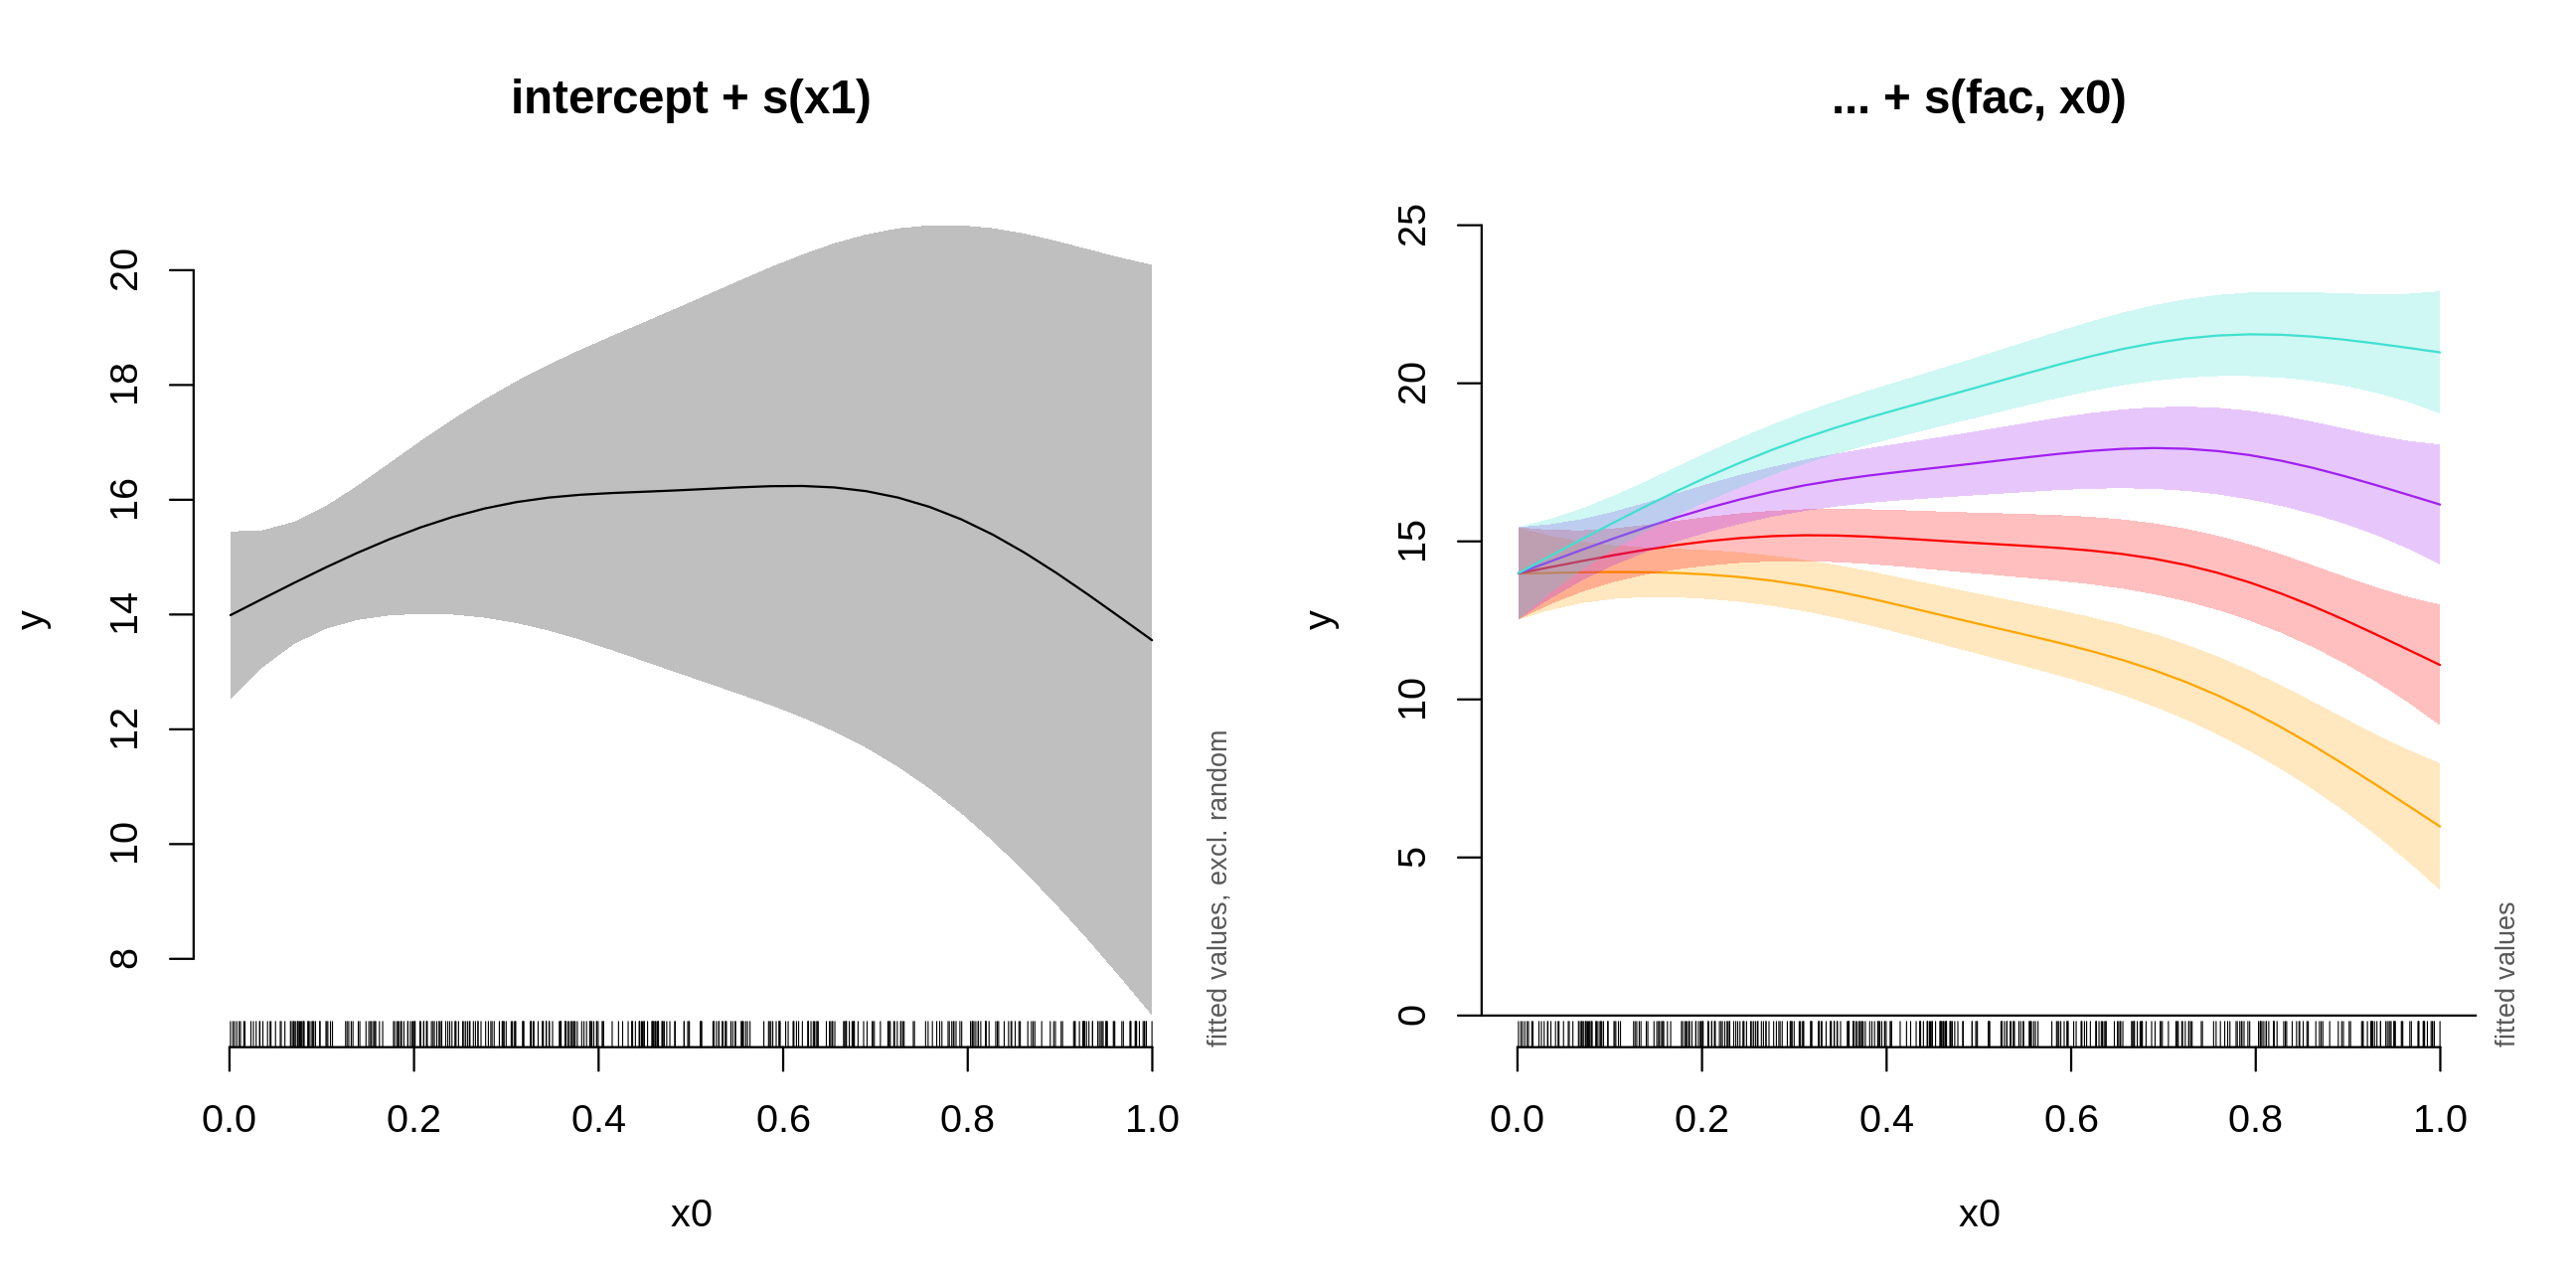 intercept + s(x1)
y
20
18
16
14
12
10
8
0.0 0.2 0.4 0.6 0.8 1.0
x0
fitted values, excl. random
... + s(fac, x0)
y
25
20
15
10
5
0
0.0 0.2 0.4 0.6 0.8 1.0
x0
fitted values